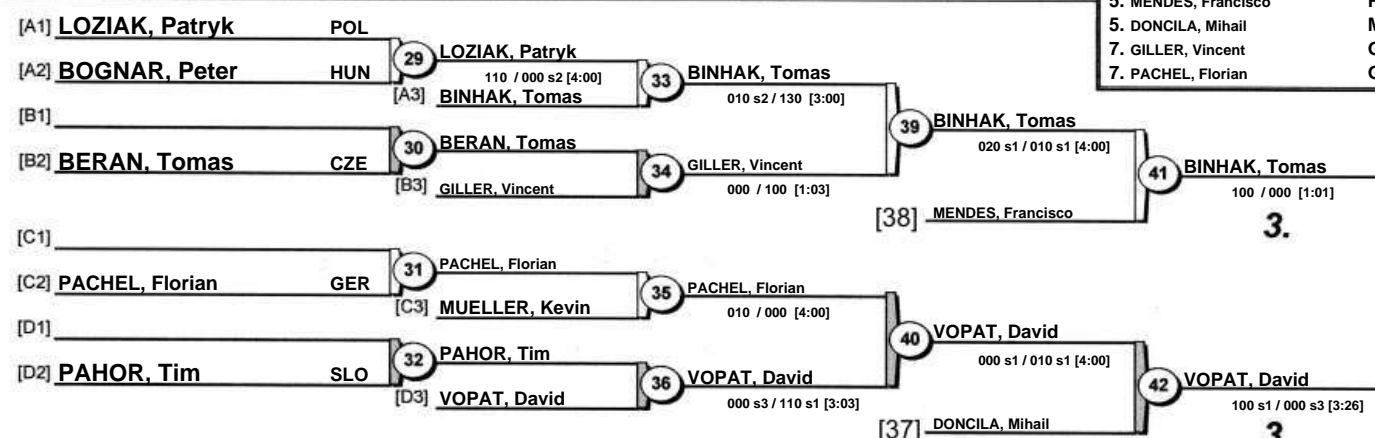 5. MENDES, Francisco
5. DONCILA, Mihail
7. GILLER, Vincent
7. PACHEL, Florian
[A1] LOZIAK, Patryk POL
[A2] BOGNAR, Peter HUN
29
LOZIAK, Patryk
110 / 000 s2 [4:00]
[A3] BINHAK, Tomas
33
BINHAK, Tomas
010 s2 / 130 [3:00]
[B1]
[B2] BERAN, Tomas CZE
30
BERAN, Tomas
[B3] GILLER, Vincent
34
GILLER, Vincent
000 / 100 [1:03]
39
BINHAK, Tomas
020 s1 / 010 s1 [4:00]
[38] MENDES, Francisco
41
BINHAK, Tomas
100 / 000 [1:01]
3.
[C1]
[C2] PACHEL, Florian GER
31
PACHEL, Florian
[C3] MUELLER, Kevin
35
PACHEL, Florian
010 / 000 [4:00]
[D1]
[D2] PAHOR, Tim SLO
32
PAHOR, Tim
[D3] VOPAT, David
36
VOPAT, David
000 s3 / 110 s1 [3:03]
40
VOPAT, David
000 s1 / 010 s1 [4:00]
[37] DONCILA, Mihail
42
VOPAT, David
100 s1 / 000 s3 [3:26]
3